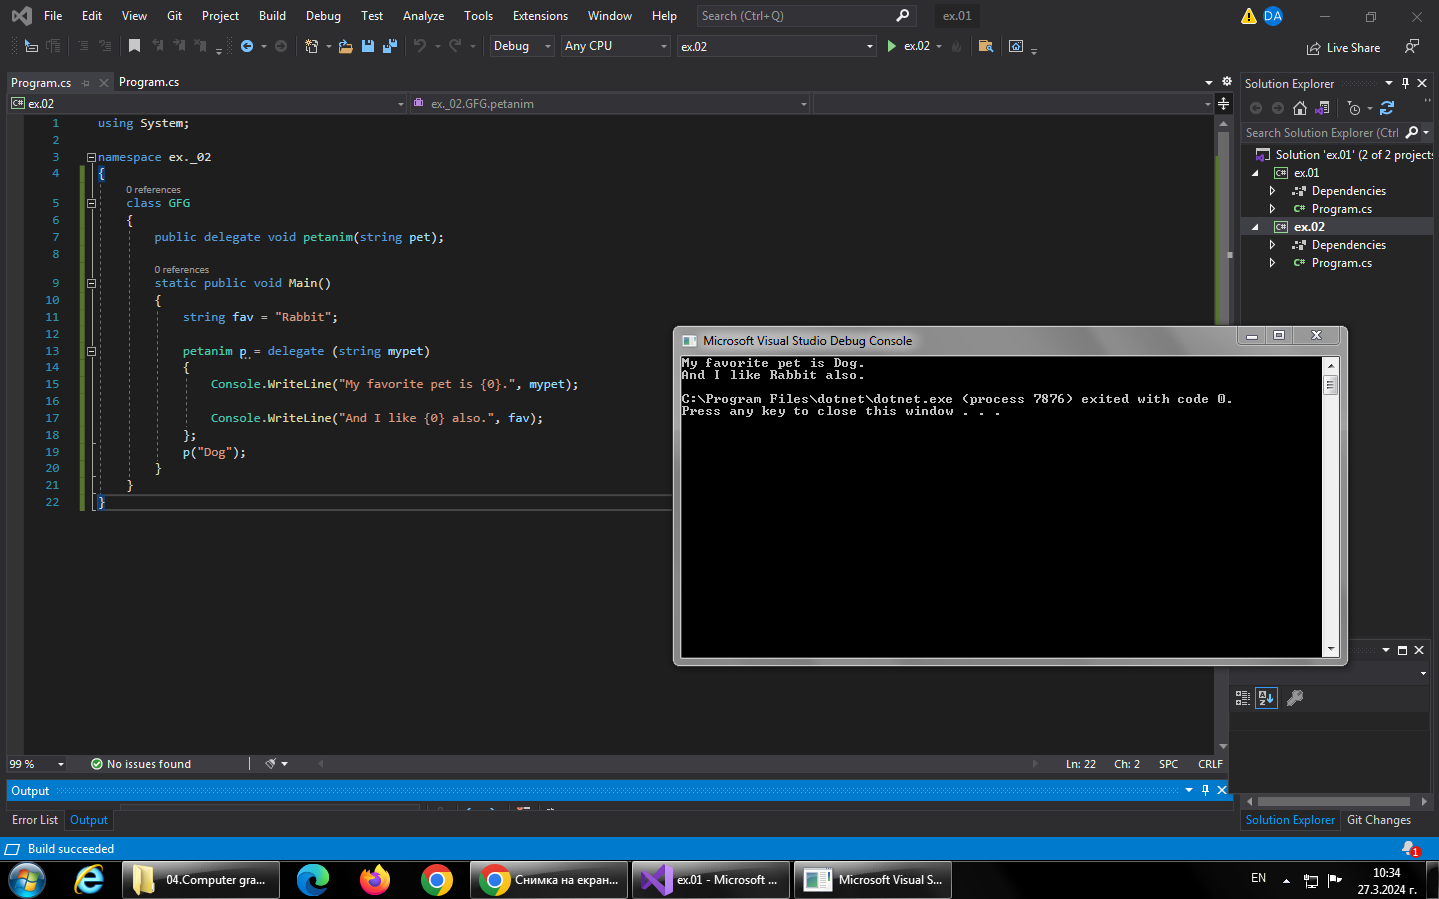 File Edit View Git Project Build Debug Test Analyze Tools Extensions Window Help Search (Ctrl+Q) ex.01 DA
Debug Any CPU ex.02 ex.02 Live Share
Program.cs Program.cs
ex.02 ex._02.GFG.petanim
1 using System;
2
3 namespace ex._02
4 {
0 references
5 class GFG
6 {
7 public delegate void petanim(string pet);
8
0 references
9 static public void Main()
10 {
11 string fav = "Rabbit";
12
13 petanim p = delegate (string mypet)
14 {
15 Console.WriteLine("My favorite pet is {0}.", mypet);
16
17 Console.WriteLine("And I like {0} also.", fav);
18 };
19 p("Dog");
20 }
21 }
22 }
Microsoft Visual Studio Debug Console
My favorite pet is Dog.
And I like Rabbit also.
C:\Program Files\dotnet\dotnet.exe (process 7876) exited with code 0.
Press any key to close this window . . .
Solution Explorer
Search Solution Explorer (Ctrl
Solution 'ex.01' (2 of 2 projects
C# ex.01
Dependencies
C# Program.cs
C# ex.02
Dependencies
C# Program.cs
99 % No issues found Ln: 22 Ch: 2 SPC CRLF
Output
Error List Output
Solution Explorer Git Changes
Build succeeded 1
04.Computer gra... Снимка на екран... ex.01 - Microsoft ... Microsoft Visual S... EN 10:34
27.3.2024 г.